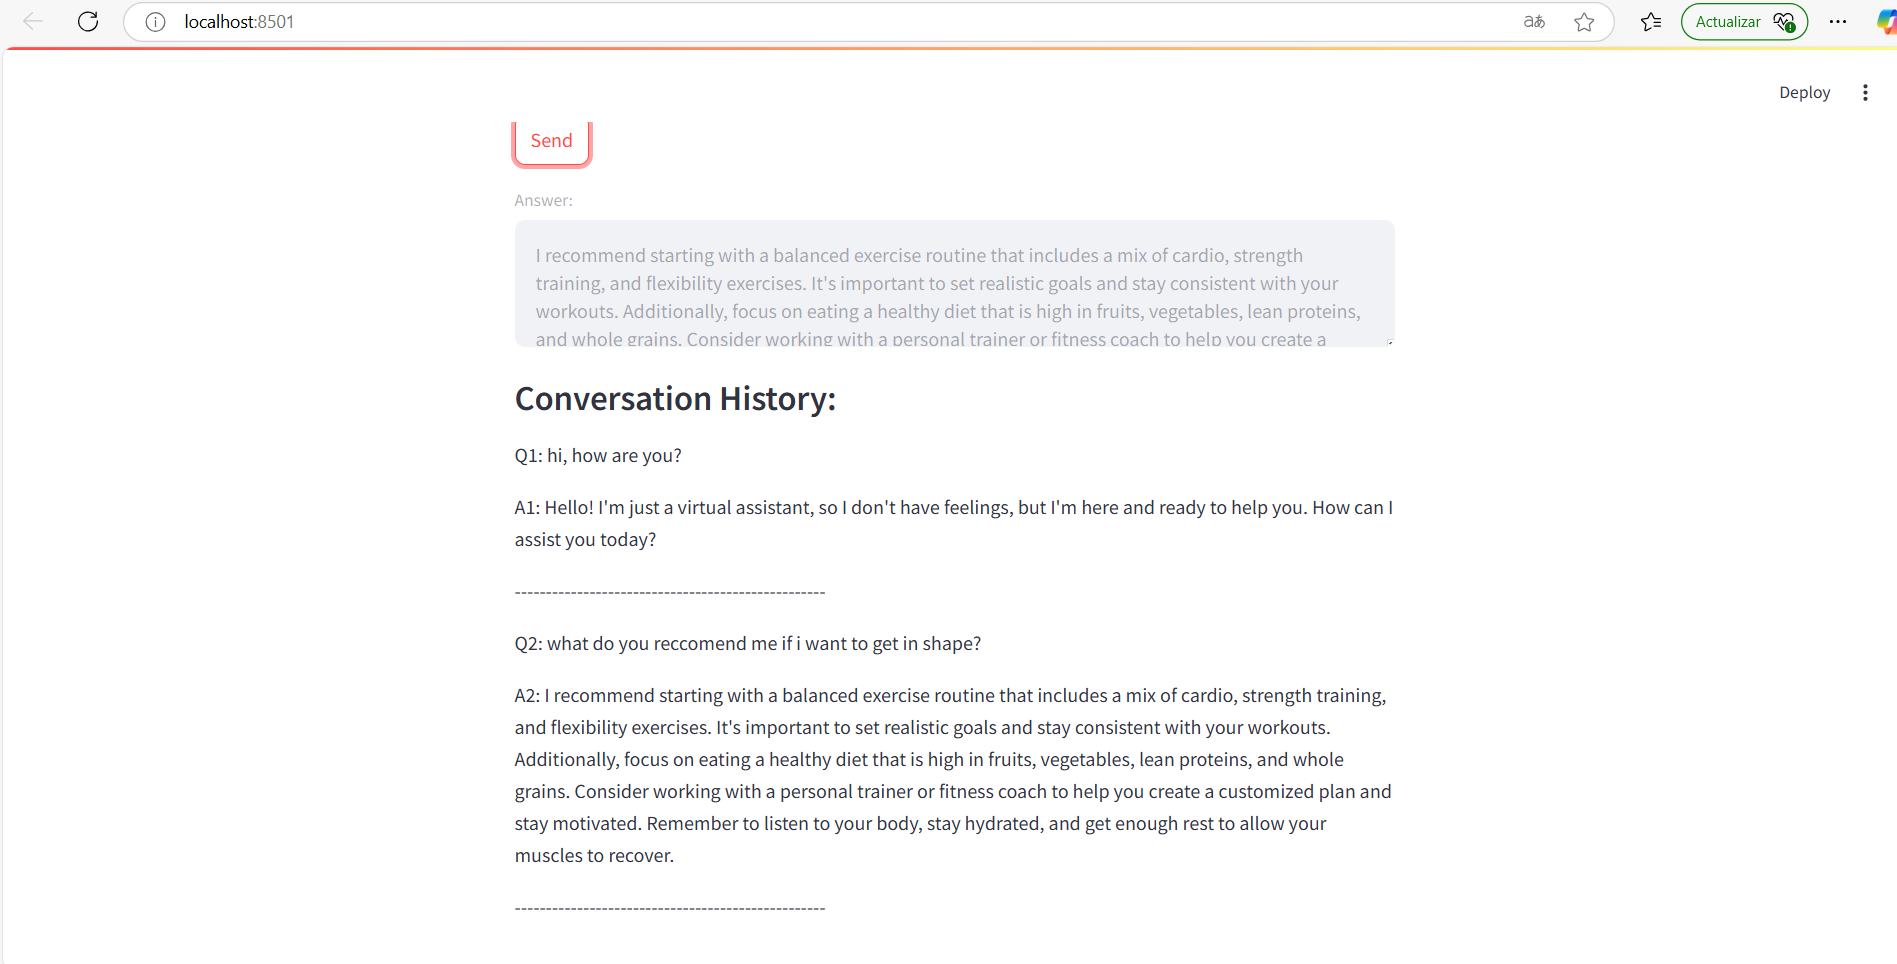 localhost:8501
aあ
Actualizar
Deploy
Send
Answer:
I recommend starting with a balanced exercise routine that includes a mix of cardio, strength
training, and flexibility exercises. It's important to set realistic goals and stay consistent with your
workouts. Additionally, focus on eating a healthy diet that is high in fruits, vegetables, lean proteins,
and whole grains. Consider working with a personal trainer or fitness coach to help you create a
Conversation History:
Q1: hi, how are you?
A1: Hello! I'm just a virtual assistant, so I don't have feelings, but I'm here and ready to help you. How can I
assist you today?
--------------------------------------------------
Q2: what do you reccomend me if i want to get in shape?
A2: I recommend starting with a balanced exercise routine that includes a mix of cardio, strength training,
and flexibility exercises. It's important to set realistic goals and stay consistent with your workouts.
Additionally, focus on eating a healthy diet that is high in fruits, vegetables, lean proteins, and whole
grains. Consider working with a personal trainer or fitness coach to help you create a customized plan and
stay motivated. Remember to listen to your body, stay hydrated, and get enough rest to allow your
muscles to recover.
--------------------------------------------------